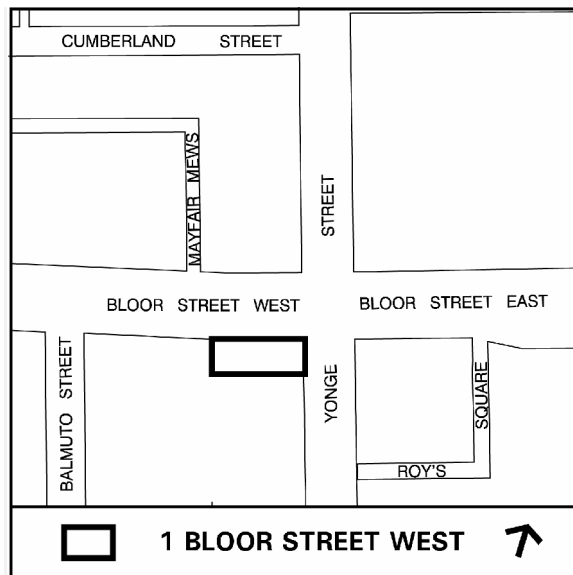 CUMBERLAND STREET
MAYFAIR MEWS
STREET
BLOOR STREET WEST
BLOOR STREET EAST
BALMUTO STREET
YONGE
SQUARE
ROY'S
1 BLOOR STREET WEST